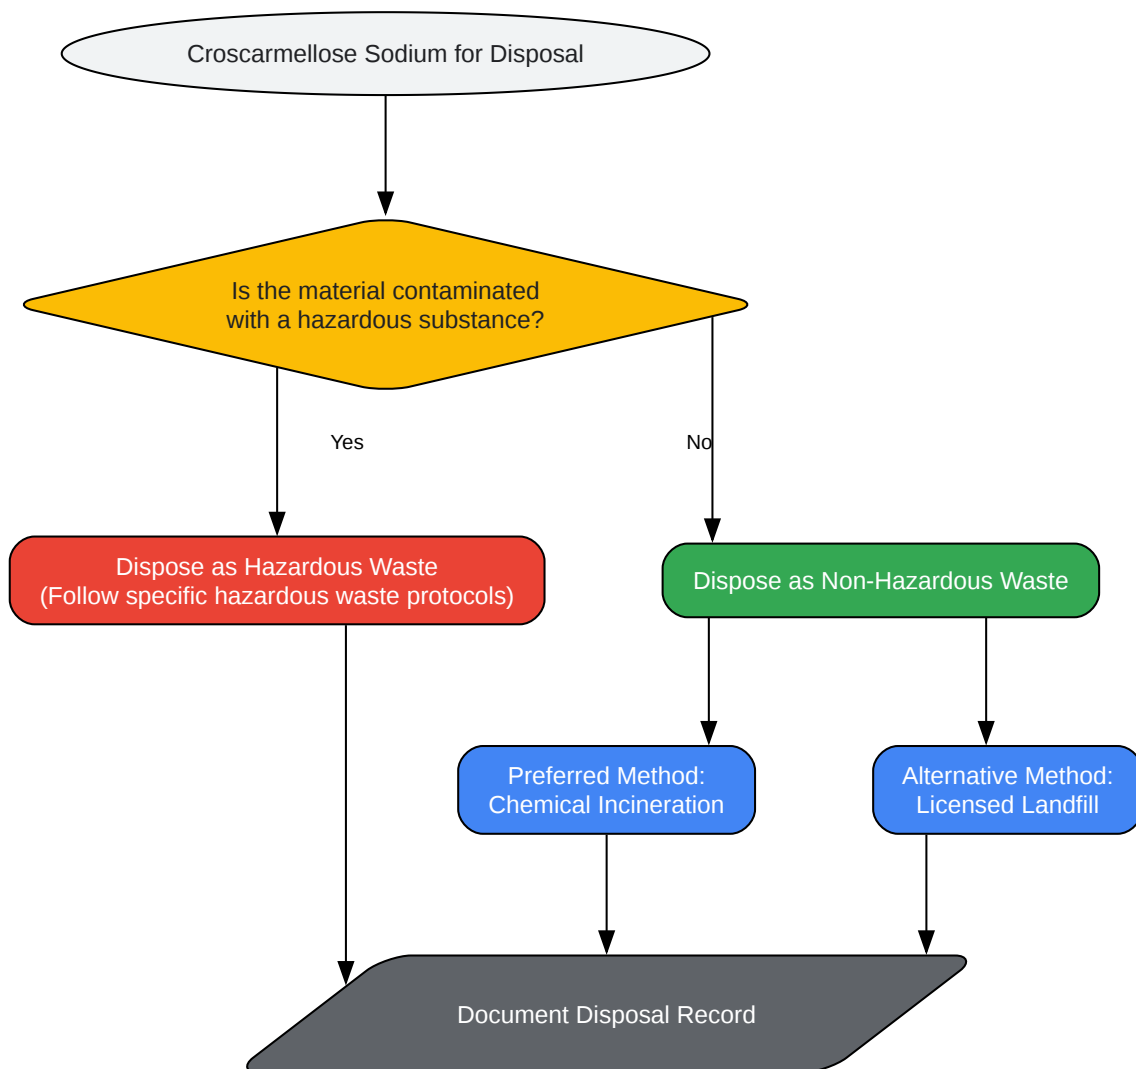 Croscarmellose Sodium for Disposal
Is the material contaminated
with a hazardous substance?
Yes
No
Dispose as Hazardous Waste
(Follow specific hazardous waste protocols)
Dispose as Non-Hazardous Waste
Preferred Method:
Chemical Incineration
Alternative Method:
Licensed Landfill
Document Disposal Record